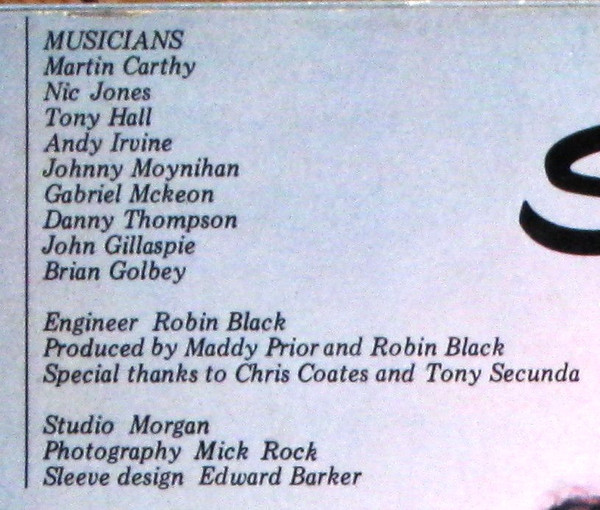 MUSICIANS
Martin Carthy
Nic Jones
Tony Hall
Andy Irvine
Johnny Moynihan
Gabriel Mckeon
Danny Thompson
John Gillaspie
Brian Golbey
Engineer Robin Black
Produced by Maddy Prior and Robin Black
Special thanks to Chris Coates and Tony Secunda
Studio Morgan
Photography Mick Rock
Sleeve design Edward Barker